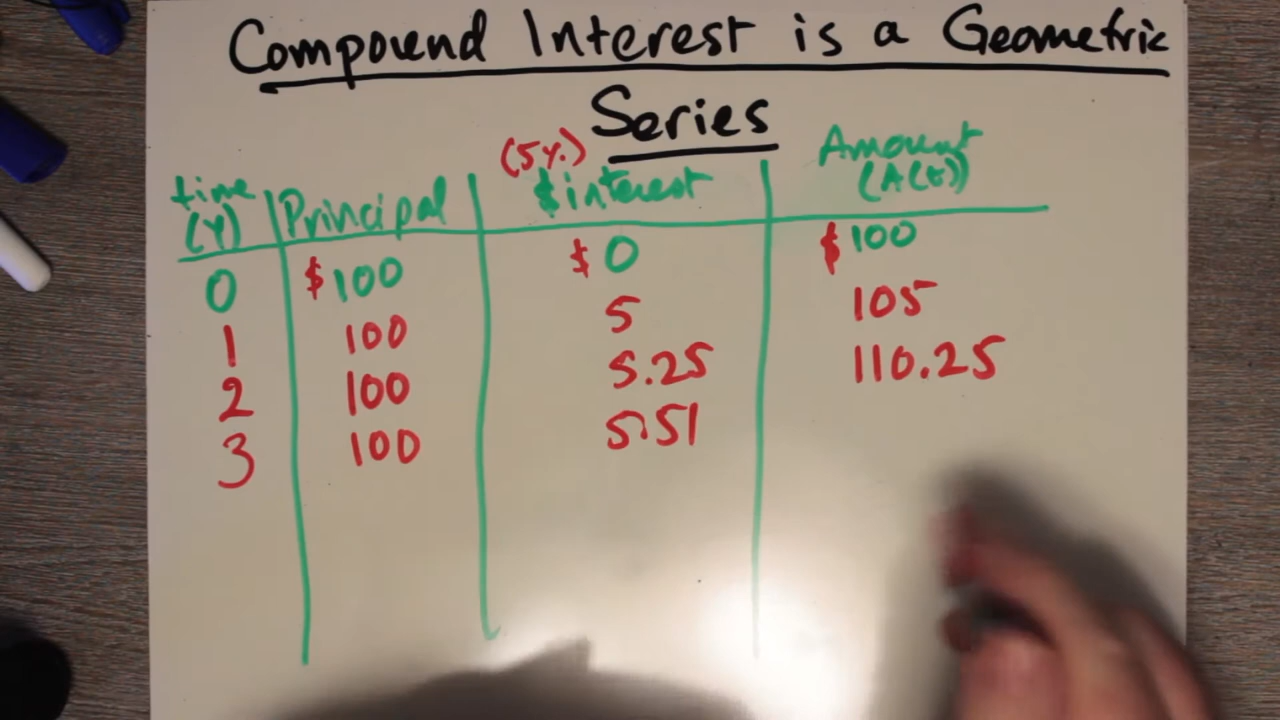 Compound Interest is a Geometric
Series
(5%)
time (Y) Principal $ interest Amount (A(t))
0 $100 $0 $100
1 100 5 105
2 100 5.25 110.25
3 100 5.51